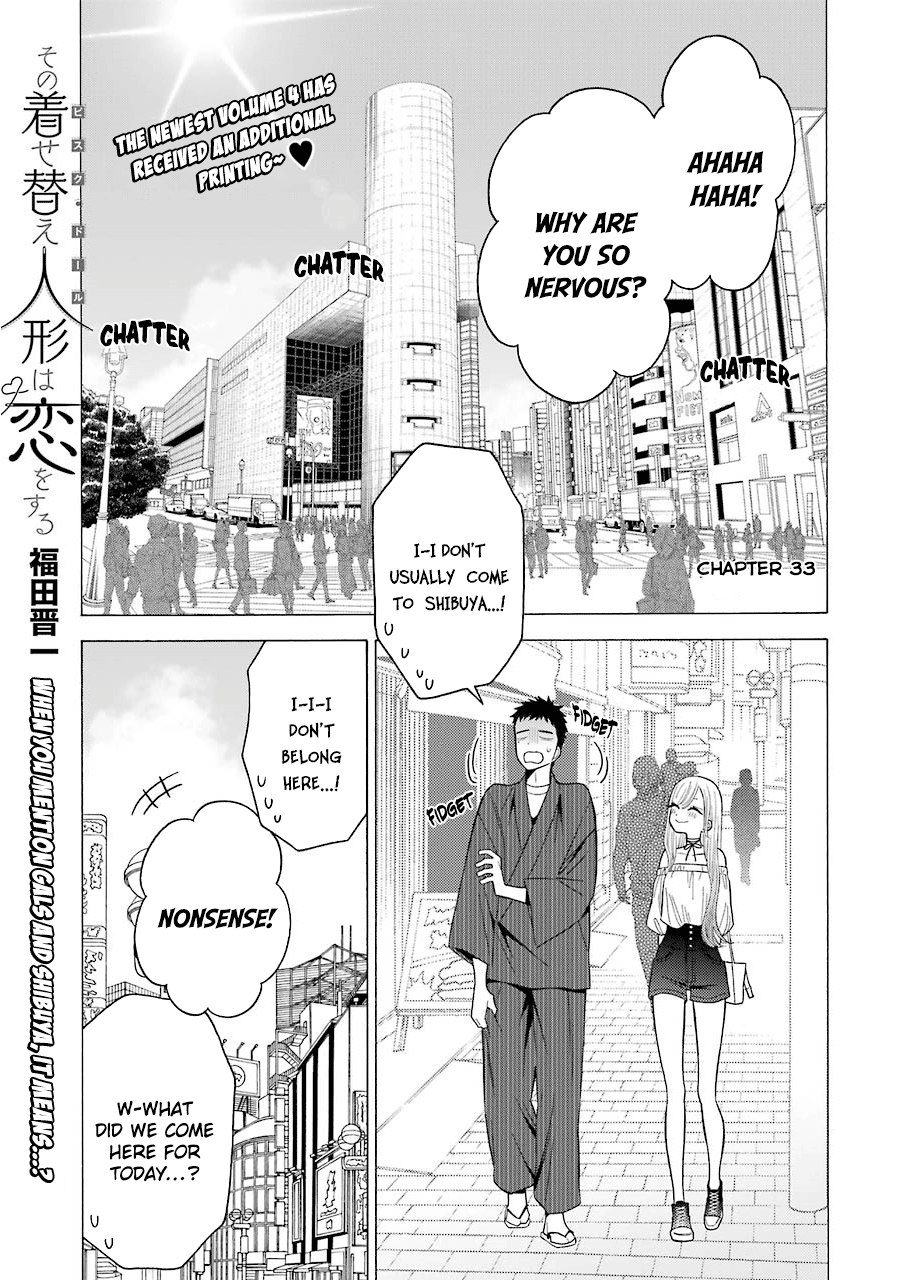 AHAHA
HAHA!
WHY ARE
YOU SO
NERVOUS?
THE NEWEST VOLUME 4 HAS
RECEIVED AN ADDITIONAL
PRINTING~ ♥
CHATTER
CHATTER
CHATTER~
CHAPTER 33
I-I DON'T
USUALLY COME
TO SHIBUYA...!
FIDGET
FIDGET
I-I-I
DON'T
BELONG
HERE...!
NONSENSE!
W-WHAT
DID WE COME
HERE FOR
TODAY...?
その着せ替え人形は恋をする
ビスク・ドール
福田晋一
WHEN YOU MENTION GALS AND SHIBUYA, IT MEANS...?